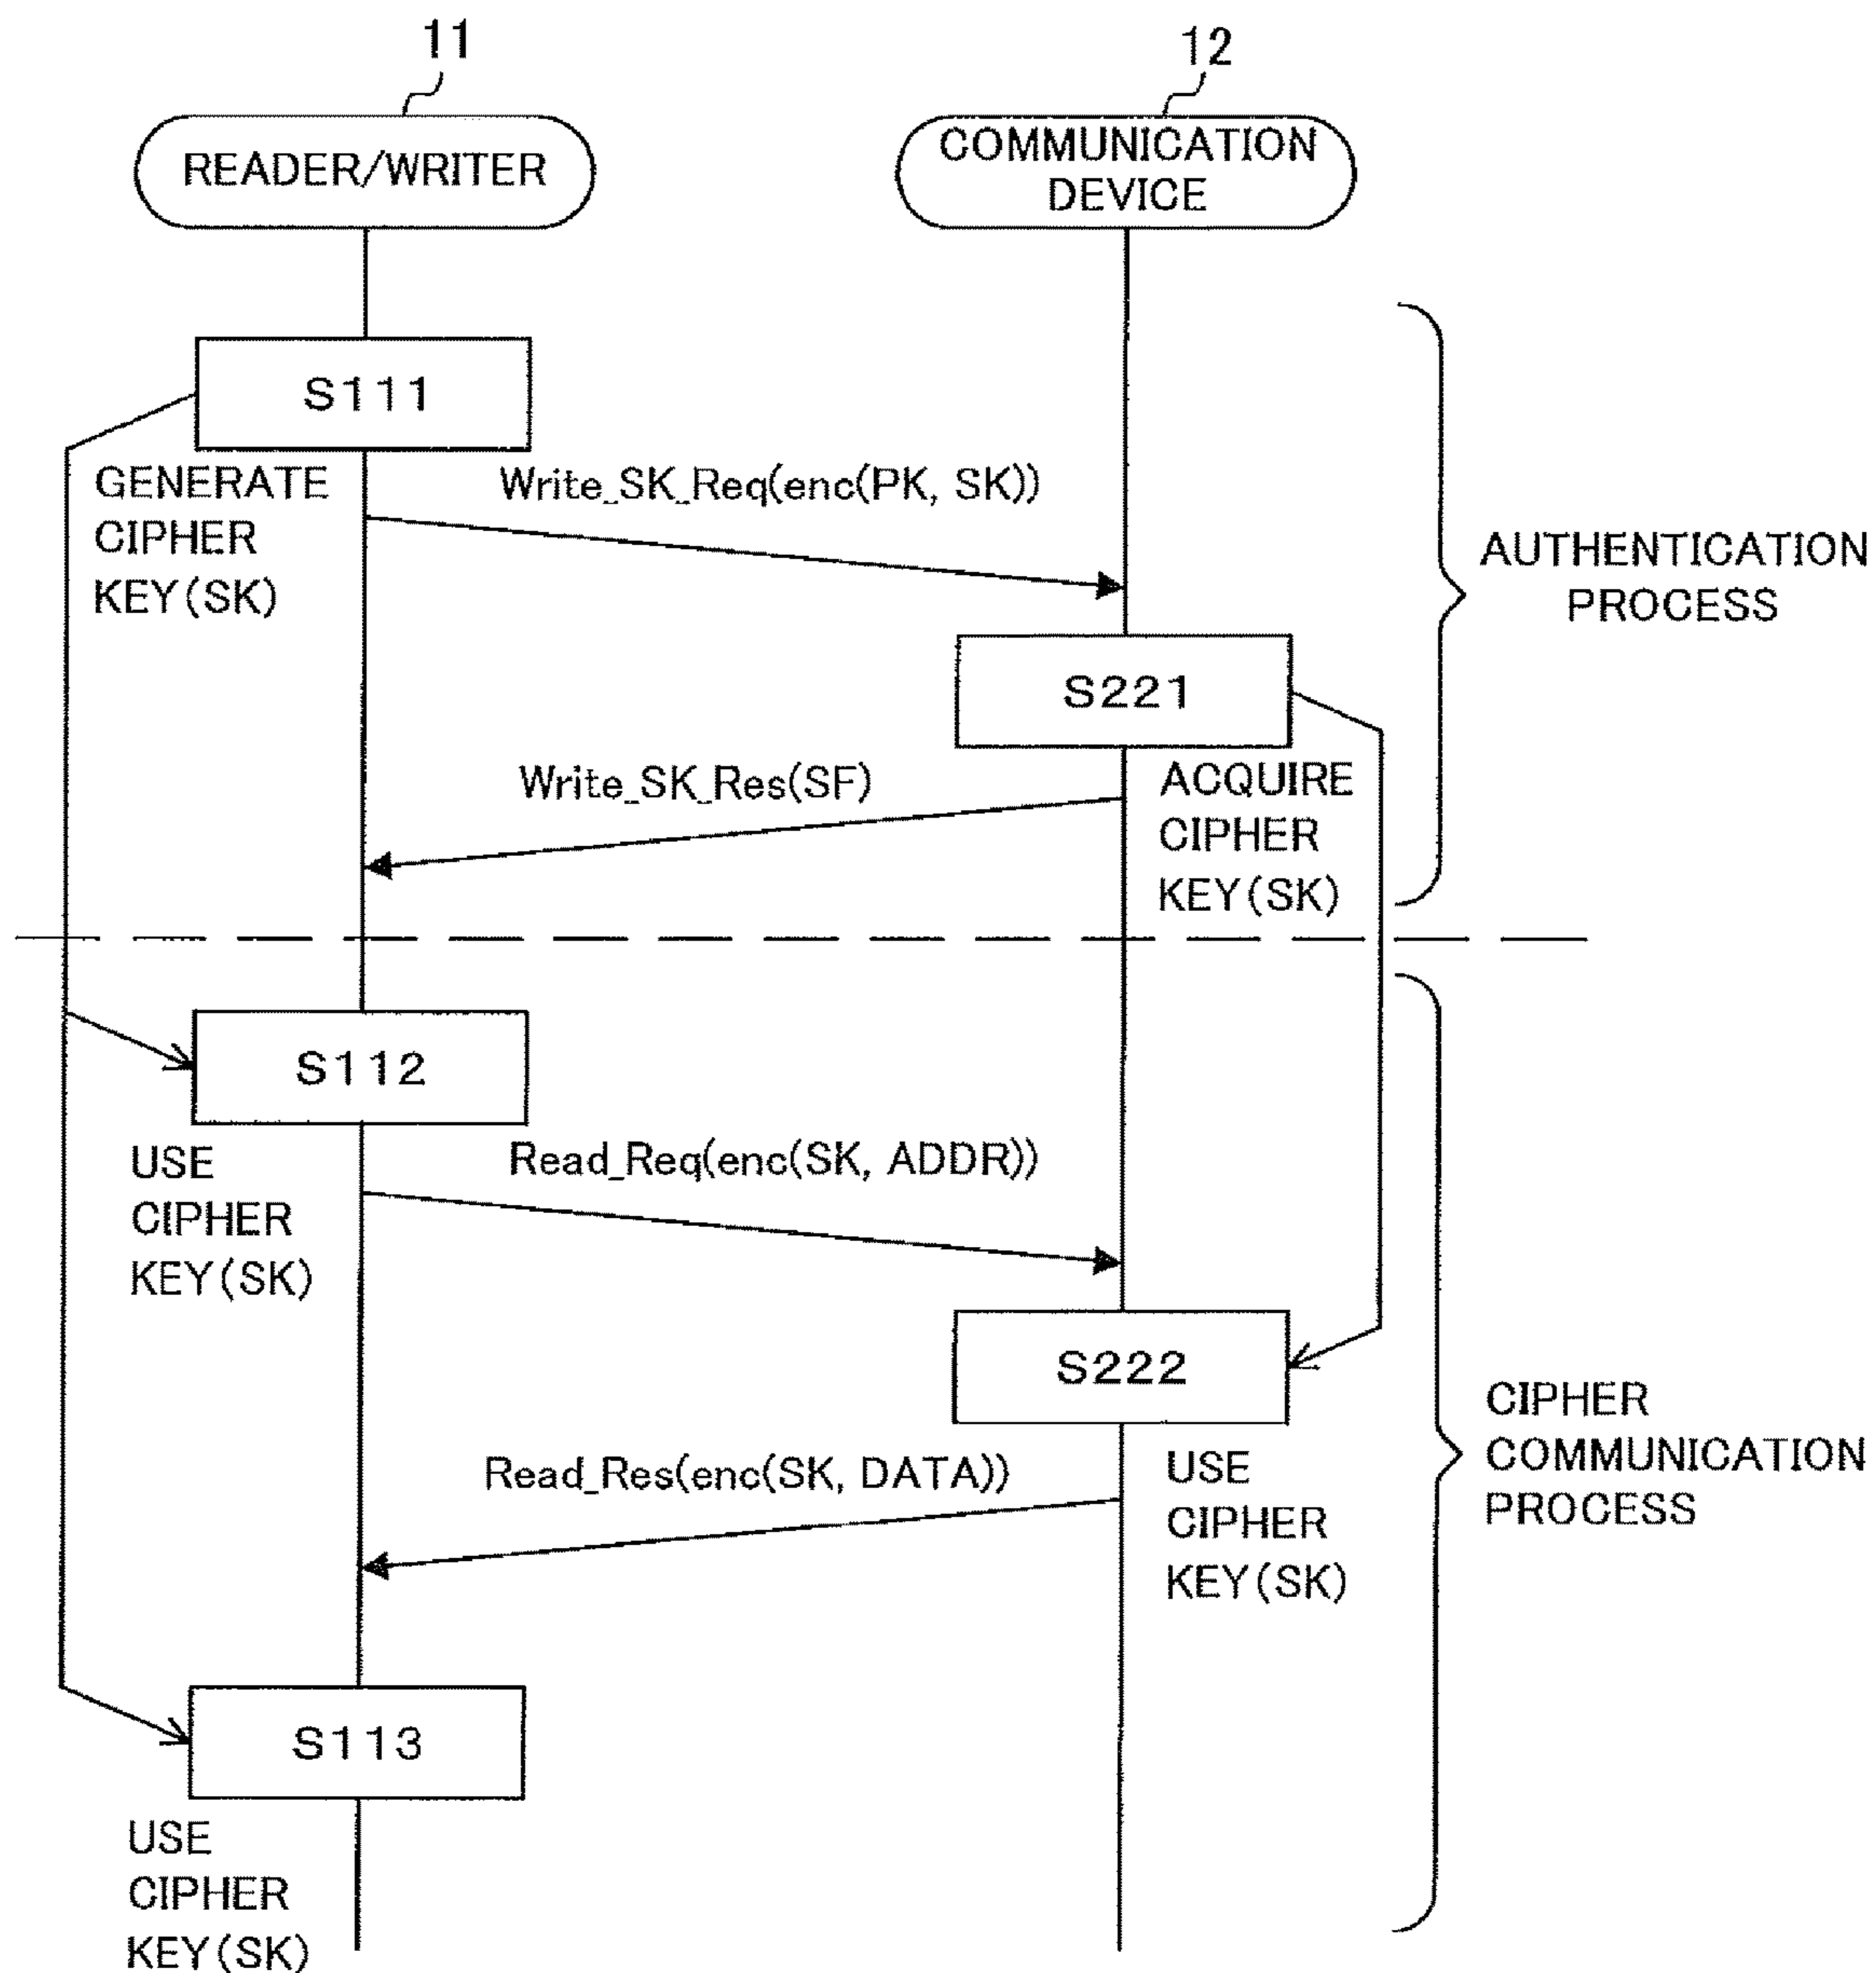 11
12
READER/WRITER
COMMUNICATION
DEVICE
S111
GENERATE
CIPHER
KEY(SK)
Write_SK_Req(enc(PK, SK))
AUTHENTICATION
PROCESS
S221
Write_SK_Res(SF)
ACQUIRE
CIPHER
KEY(SK)
S112
USE
CIPHER
KEY(SK)
Read_Req(enc(SK, ADDR))
S222
Read_Res(enc(SK, DATA))
USE
CIPHER
KEY(SK)
CIPHER
COMMUNICATION
PROCESS
S113
USE
CIPHER
KEY(SK)